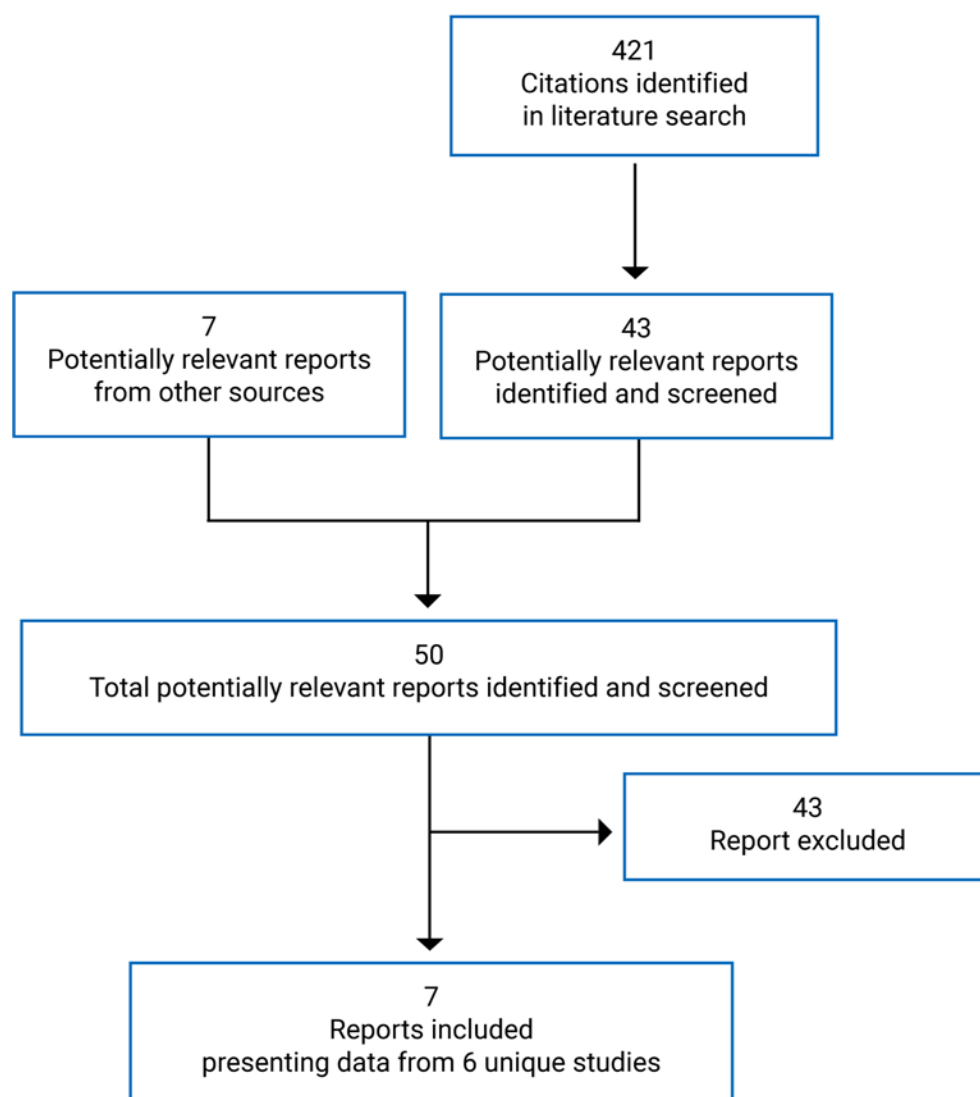 421
Citations identified
in literature search
7
Potentially relevant reports
from other sources
43
Potentially relevant reports
identified and screened
50
Total potentially relevant reports identified and screened
43
Report excluded
7
Reports included
presenting data from 6 unique studies